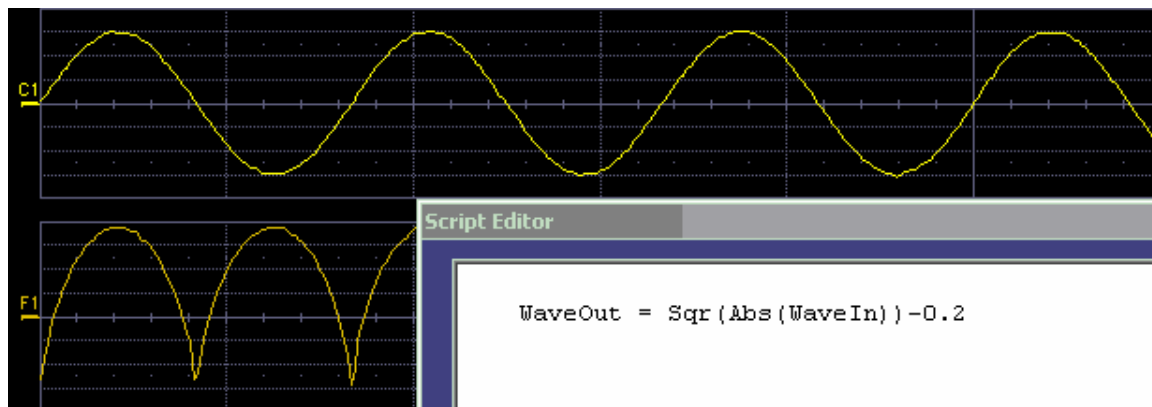 C1
Script Editor
F1
WaveOut = Sqr(Abs(WaveIn))-0.2